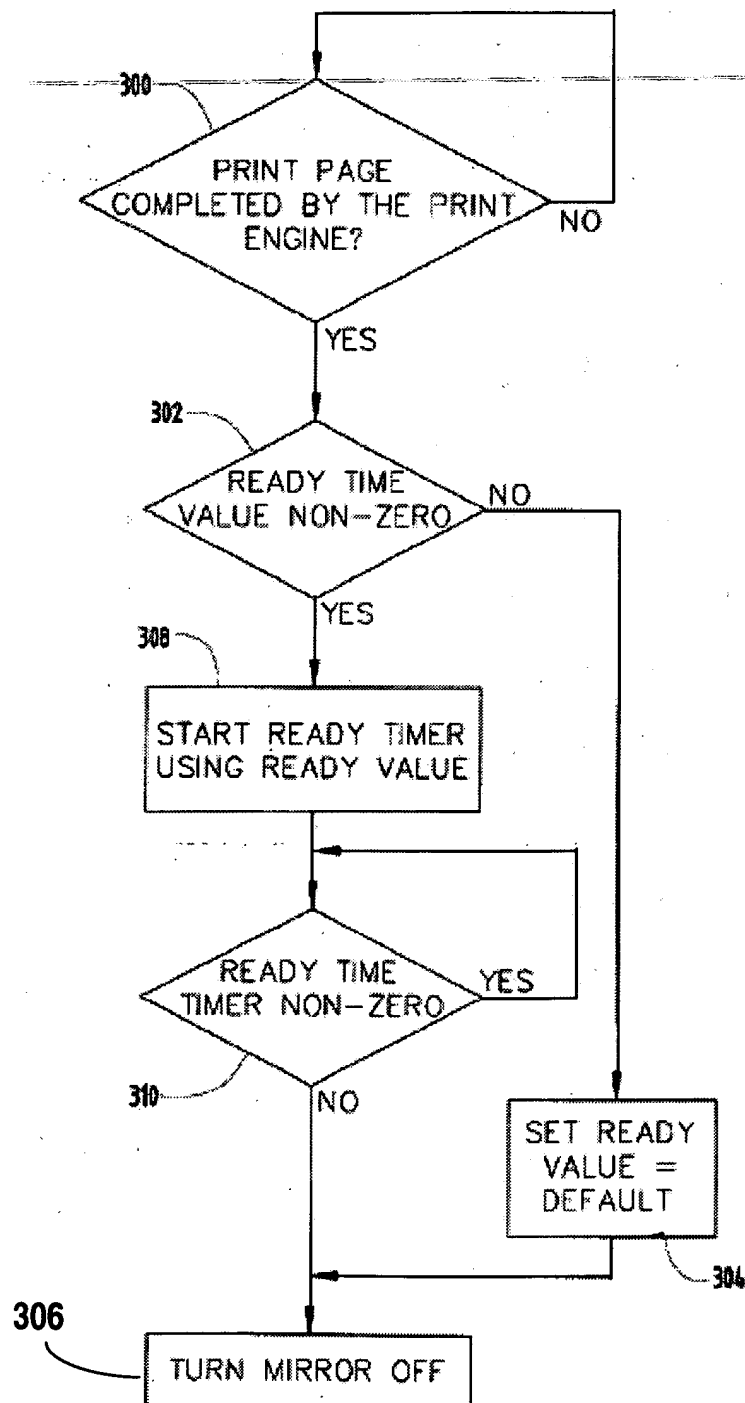 300
PRINT PAGE
COMPLETED BY THE PRINT
ENGINE?
NO
YES
302
READY TIME
VALUE NON-ZERO
NO
YES
308
START READY TIMER
USING READY VALUE
READY TIME
TIMER NON-ZERO
YES
310
NO
SET READY
VALUE =
DEFAULT
304
306
TURN MIRROR OFF